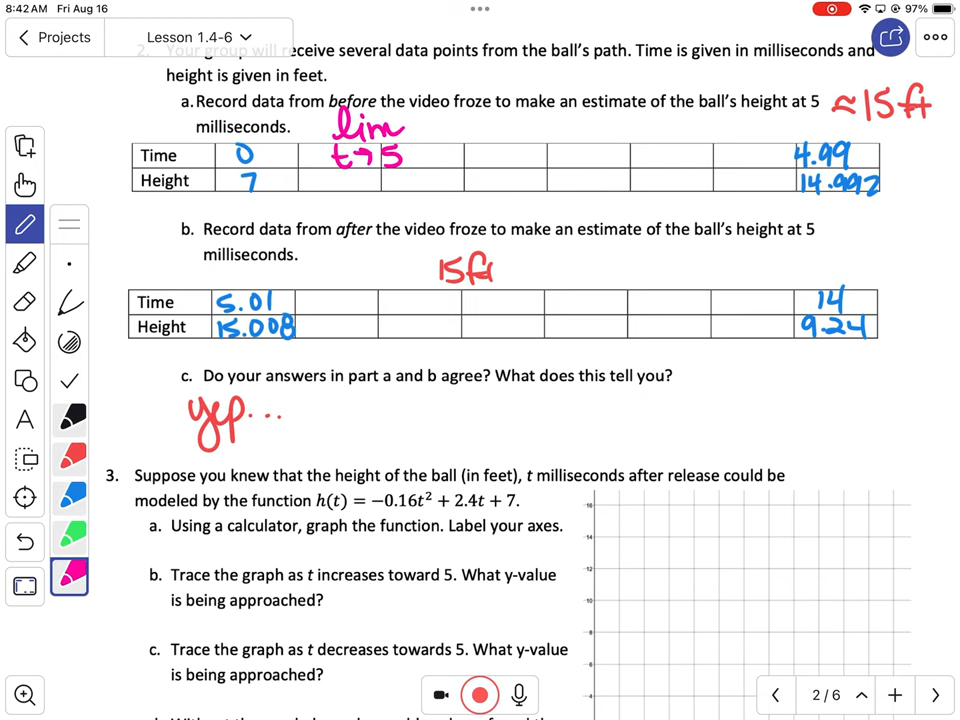 8:42 AM Fri Aug 16
97%
Projects
Lesson 1.4-6
2. Your group will receive several data points from the ball's path. Time is given in milliseconds and
height is given in feet.
a. Record data from before the video froze to make an estimate of the ball's height at 5
≈15ft
milliseconds.
lim
t→5
Time 0 4.99
Height 7 14.992
b. Record data from after the video froze to make an estimate of the ball's height at 5
milliseconds.
15ft
Time 5.01 14
Height 15.008 9.24
c. Do your answers in part a and b agree? What does this tell you?
yep...
3. Suppose you knew that the height of the ball (in feet), t milliseconds after release could be
modeled by the function h(t) = −0.16t² + 2.4t + 7.
a. Using a calculator, graph the function. Label your axes.
b. Trace the graph as t increases toward 5. What y-value
is being approached?
c. Trace the graph as t decreases towards 5. What y-value
is being approached?
16
14
12
10
8
6
4
A
2/6